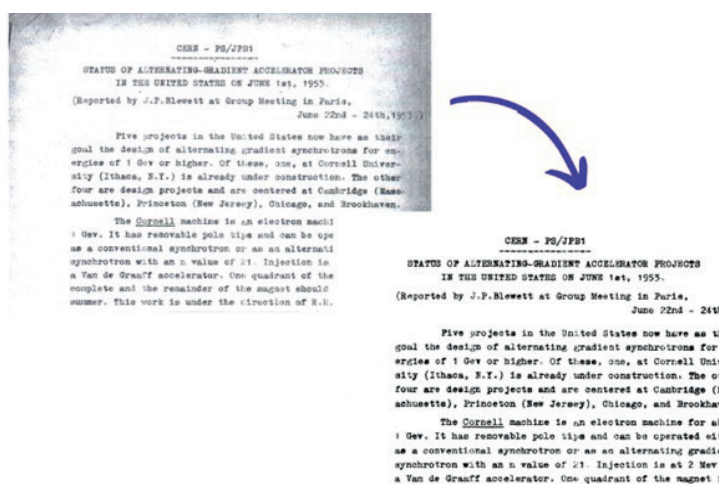 CERN - PS/JPB1
STATUS OF ALTERNATING-GRADIENT ACCELERATOR PROJECTS
IN THE UNITED STATES ON JUNE 1st, 1955.
(Reported by J.P.Blewett at Group Meeting in Paris,
June 22nd - 24th, 1955.)
Five projects in the United States now have as their
goal the design of alternating gradient synchrotrons for en-
ergies of 1 Gev or higher. Of these, one, at Cornell Univer-
sity (Ithaca, N.Y.) is already under construction. The other
four are design projects and are centered at Cambridge (Mass-
achusetts), Princeton (New Jersey), Chicago, and Brookhaven.
The Cornell machine is an electron machi
1 Gev. It has removable pole tips and can be ope
as a conventional synchrotron or as an alternati
synchrotron with an n value of 21. Injection is
a Van de Graaff accelerator. One quadrant of the
complete and the remainder of the magnet should
summer. This work is under the direction of R.R.
CERN - PS/JPB1
STATUS OF ALTERNATING-GRADIENT ACCELERATOR PROJECTS
IN THE UNITED STATES ON JUNE 1st, 1955.
(Reported by J.P.Blewett at Group Meeting in Paris,
June 22nd - 24th
Five projects in the United States now have as t
goal the design of alternating gradient synchrotrons for
ergies of 1 Gev or higher. Of these, one, at Cornell Uni
sity (Ithaca, N.Y.) is already under construction. The o
four are design projects and are centered at Cambridge (
achusetts), Princeton (New Jersey), Chicago, and Brookha
The Cornell machine is an electron machine for a
1 Gev. It has removable pole tips and can be operated ei
as a conventional synchrotron or as an alternating gradi
synchrotron with an n value of 21. Injection is at 2 Mev
a Van de Graaff accelerator. One quadrant of the magnet